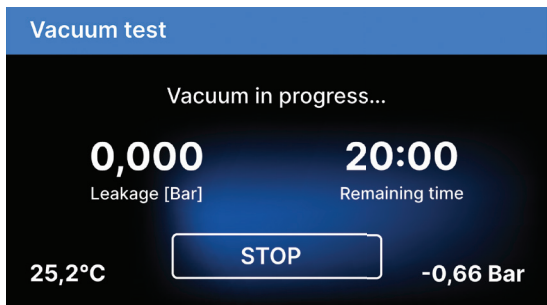 Vacuum test
Vacuum in progress...
0,000 20:00
Leakage [Bar] Remaining time
STOP
25,2°C -0,66 Bar